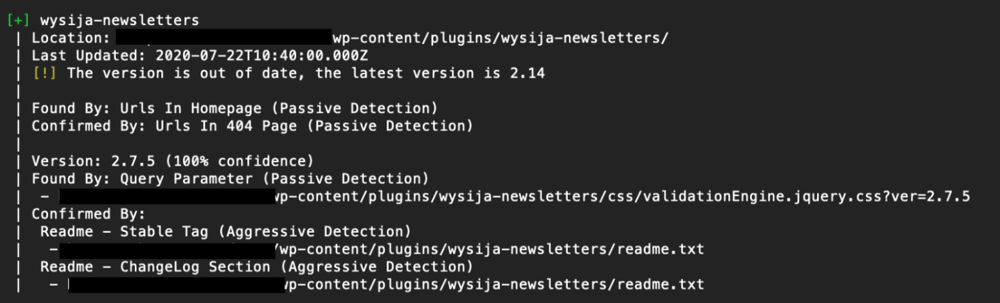 [+] wysija-newsletters
| Location: wp-content/plugins/wysija-newsletters/
| Last Updated: 2020-07-22T10:40:00.000Z
| [!] The version is out of date, the latest version is 2.14
|
| Found By: Urls In Homepage (Passive Detection)
| Confirmed By: Urls In 404 Page (Passive Detection)
|
| Version: 2.7.5 (100% confidence)
| Found By: Query Parameter (Passive Detection)
| - wp-content/plugins/wysija-newsletters/css/validationEngine.jquery.css?ver=2.7.5
| Confirmed By:
| Readme - Stable Tag (Aggressive Detection)
| - /wp-content/plugins/wysija-newsletters/readme.txt
| Readme - ChangeLog Section (Aggressive Detection)
| - wp-content/plugins/wysija-newsletters/readme.txt